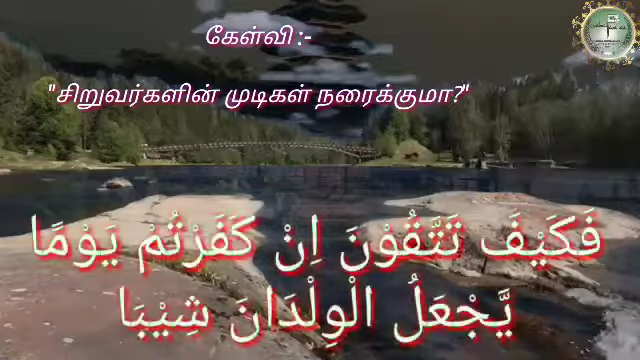 கேள்வி :-
"சிறுவர்களின் முடிகள் நரைக்குமா?"
فَكَيْفَ تَتَّقُوْنَ اِنْ كَفَرْتُمْ يَوْمًا
يَّجْعَلُ الْوِلْدَانَ شِيْبَا